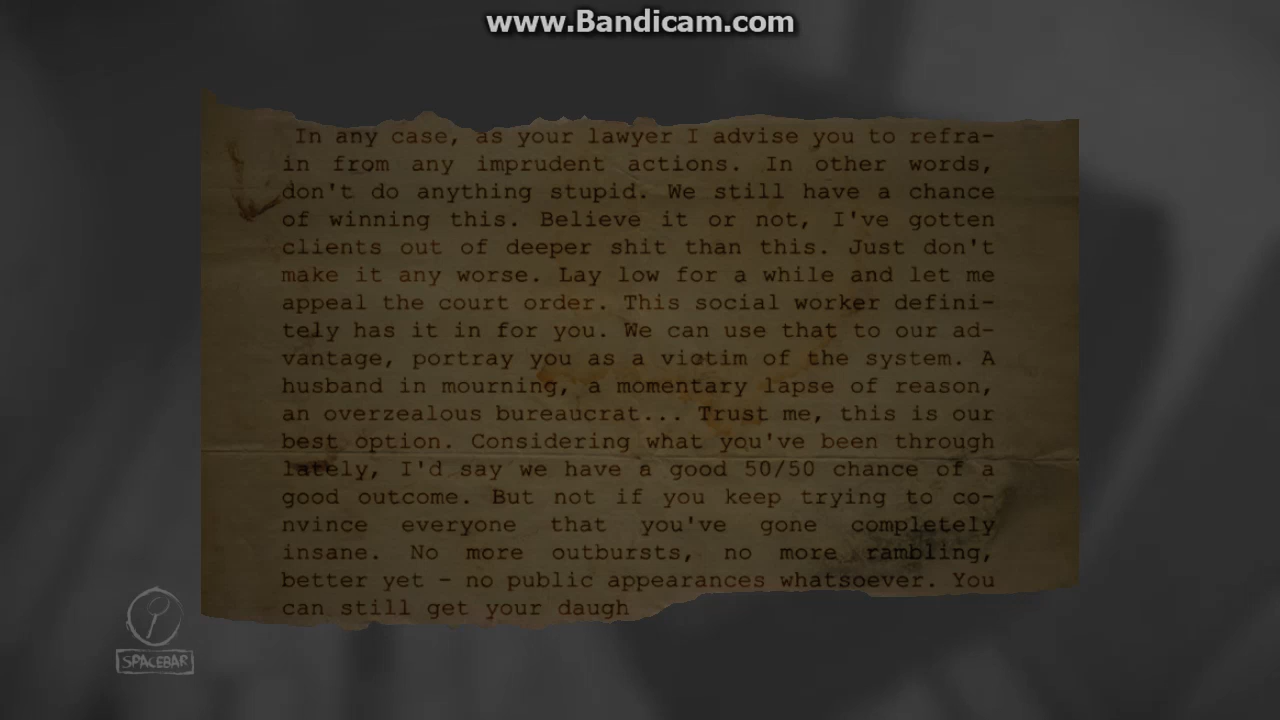 www.Bandicam.com
In any case, as your lawyer I advise you to refra-
in from any imprudent actions. In other words,
don't do anything stupid. We still have a chance
of winning this. Believe it or not, I've gotten
clients out of deeper shit than this. Just don't
make it any worse. Lay low for a while and let me
appeal the court order. This social worker defini-
tely has it in for you. We can use that to our ad-
vantage, portray you as a victim of the system. A
husband in mourning, a momentary lapse of reason,
an overzealous bureaucrat... Trust me, this is our
best option. Considering what you've been through
lately, I'd say we have a good 50/50 chance of a
good outcome. But not if you keep trying to co-
nvince everyone that you've gone completely
insane. No more outbursts, no more rambling,
better yet - no public appearances whatsoever. You
can still get your daugh
SPACEBAR